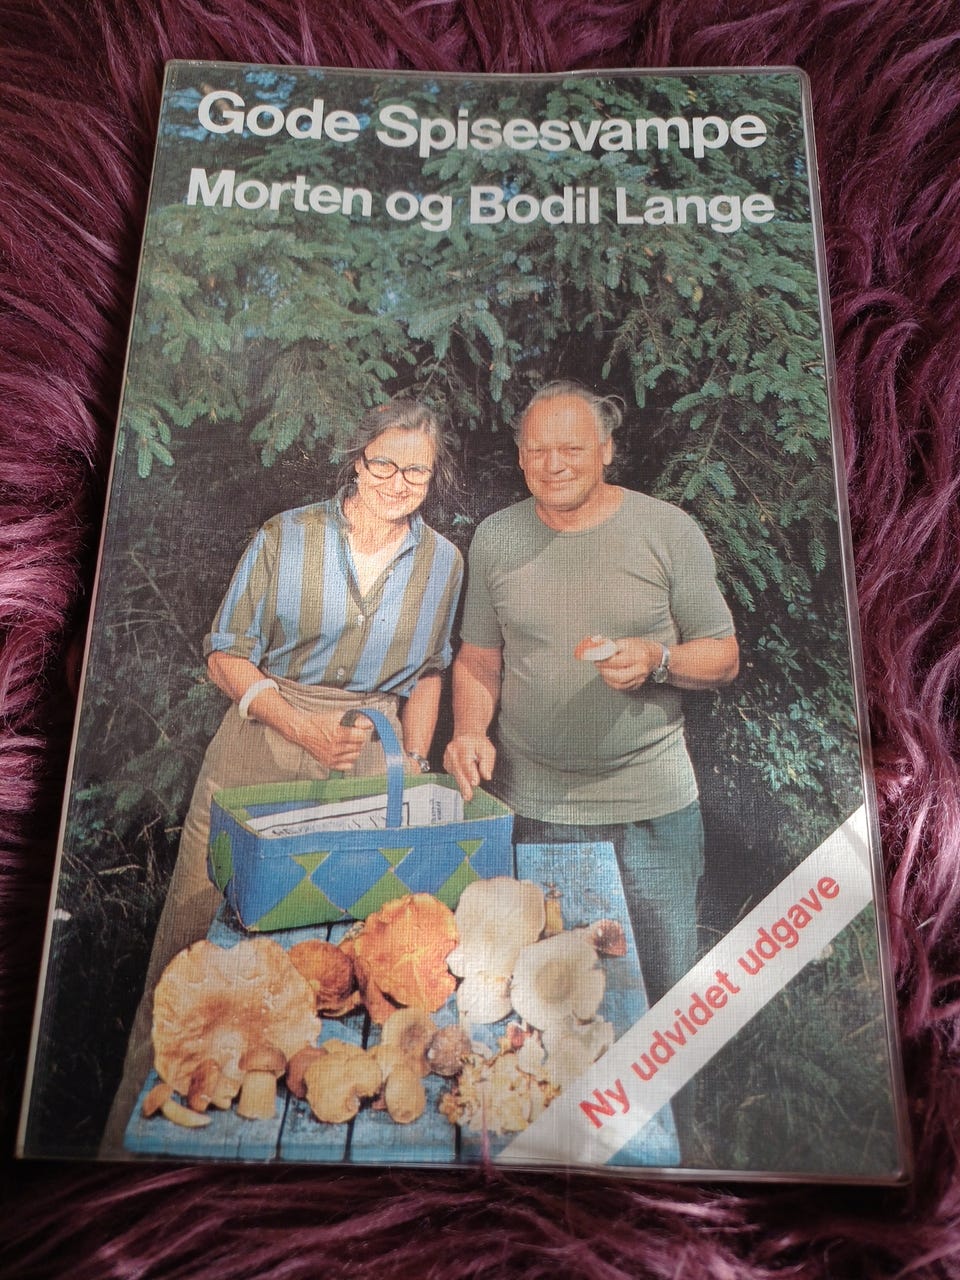 Gode Spisesvampe
Morten og Bodil Lange
Ny udvidet udgave